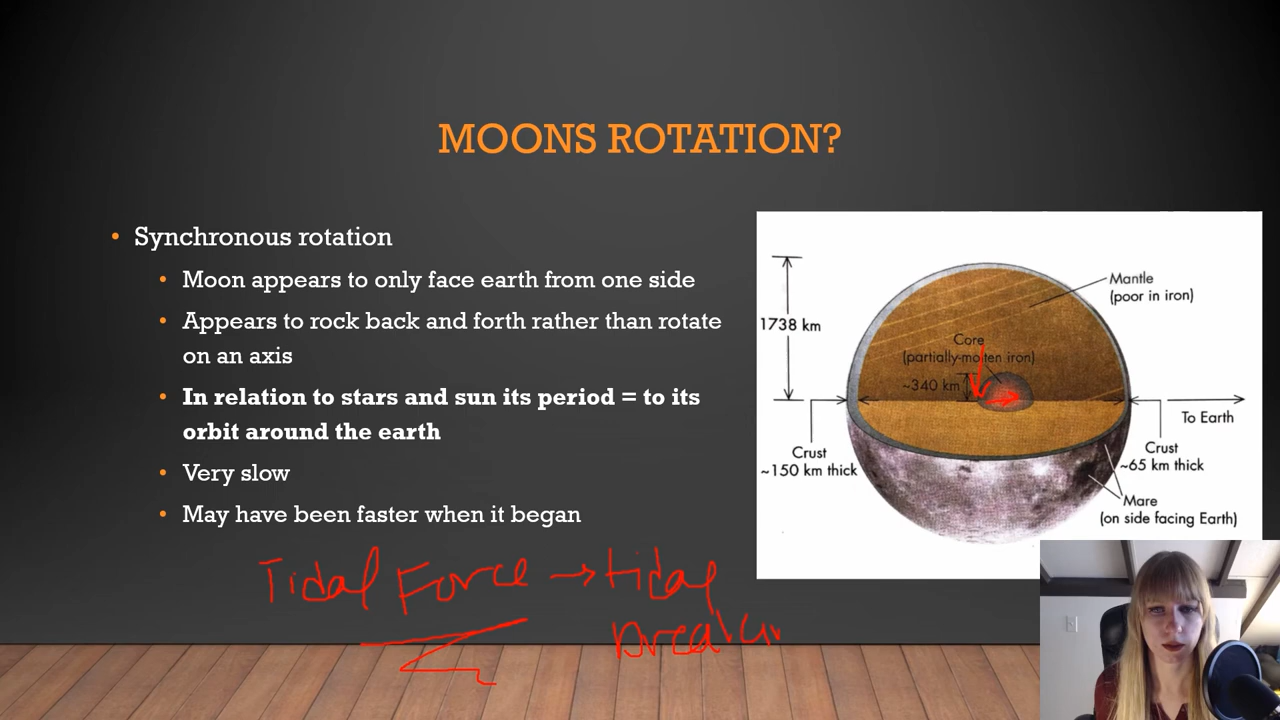 MOONS ROTATION?
• Synchronous rotation
• Moon appears to only face earth from one side
• Appears to rock back and forth rather than rotate
on an axis
• In relation to stars and sun its period = to its
orbit around the earth
• Very slow
• May have been faster when it began
Tidal Force → tidal
1738 km
Mantle
(poor in iron)
Core
(partially-molten iron)
~340 km
To Earth
Crust
~150 km thick
Crust
~65 km thick
Mare
(on side facing Earth)